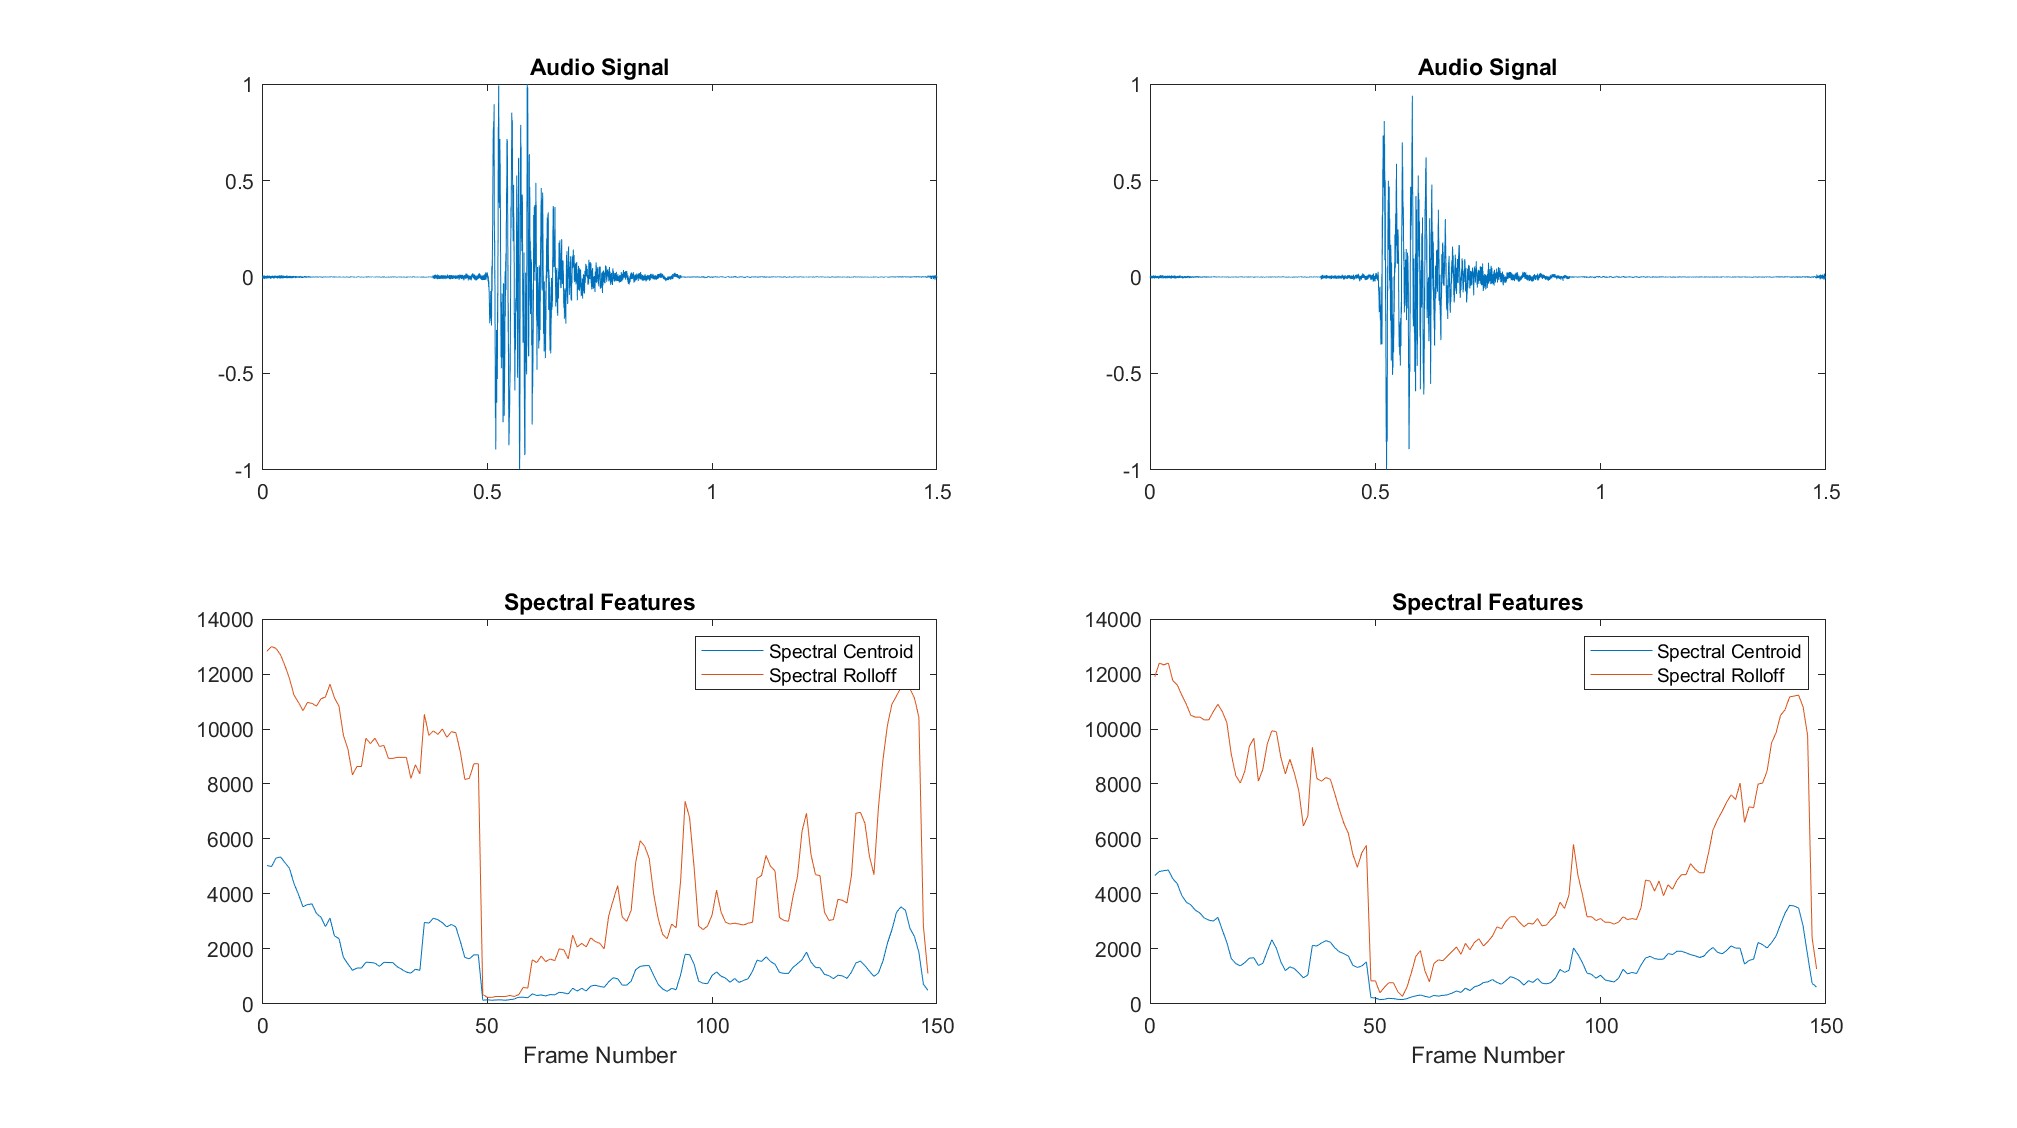 Audio Signal
1
0.5
0
-0.5
-1
0 0.5 1 1.5
Audio Signal
1
0.5
0
-0.5
-1
0 0.5 1 1.5
Spectral Features
14000
12000
10000
8000
6000
4000
2000
0
Spectral Centroid
Spectral Rolloff
0 50 100 150
Frame Number
Spectral Features
14000
12000
10000
8000
6000
4000
2000
0
Spectral Centroid
Spectral Rolloff
0 50 100 150
Frame Number